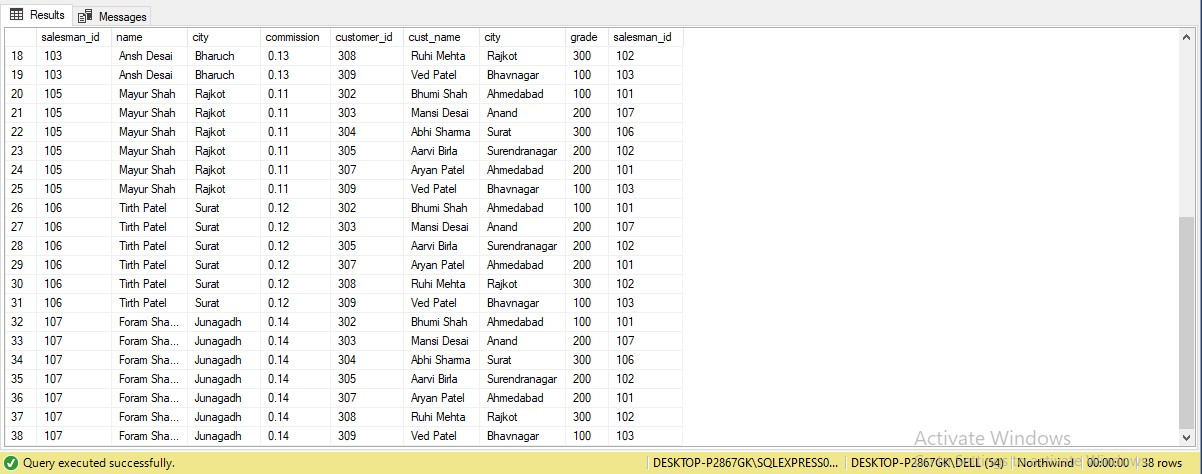 Results Messages
salesman_id name city commission customer_id cust_name city grade salesman_id
18 103 Ansh Desai Bharuch 0.13 308 Ruhi Mehta Rajkot 300 102
19 103 Ansh Desai Bharuch 0.13 309 Ved Patel Bhavnagar 100 103
20 105 Mayur Shah Rajkot 0.11 302 Bhumi Shah Ahmedabad 100 101
21 105 Mayur Shah Rajkot 0.11 303 Mansi Desai Anand 200 107
22 105 Mayur Shah Rajkot 0.11 304 Abhi Sharma Surat 300 106
23 105 Mayur Shah Rajkot 0.11 305 Aarvi Birla Surendranagar 200 102
24 105 Mayur Shah Rajkot 0.11 307 Aryan Patel Ahmedabad 200 101
25 105 Mayur Shah Rajkot 0.11 309 Ved Patel Bhavnagar 100 103
26 106 Tirth Patel Surat 0.12 302 Bhumi Shah Ahmedabad 100 101
27 106 Tirth Patel Surat 0.12 303 Mansi Desai Anand 200 107
28 106 Tirth Patel Surat 0.12 305 Aarvi Birla Surendranagar 200 102
29 106 Tirth Patel Surat 0.12 307 Aryan Patel Ahmedabad 200 101
30 106 Tirth Patel Surat 0.12 308 Ruhi Mehta Rajkot 300 102
31 106 Tirth Patel Surat 0.12 309 Ved Patel Bhavnagar 100 103
32 107 Foram Sha... Junagadh 0.14 302 Bhumi Shah Ahmedabad 100 101
33 107 Foram Sha... Junagadh 0.14 303 Mansi Desai Anand 200 107
34 107 Foram Sha... Junagadh 0.14 304 Abhi Sharma Surat 300 106
35 107 Foram Sha... Junagadh 0.14 305 Aarvi Birla Surendranagar 200 102
36 107 Foram Sha... Junagadh 0.14 307 Aryan Patel Ahmedabad 200 101
37 107 Foram Sha... Junagadh 0.14 308 Ruhi Mehta Rajkot 300 102
38 107 Foram Sha... Junagadh 0.14 309 Ved Patel Bhavnagar 100 103
Activate Windows
Query executed successfully. DESKTOP-P2867GK\SQLEXPRESS0... DESKTOP-P2867GK\DELL (54) Northwind 00:00:00 38 rows